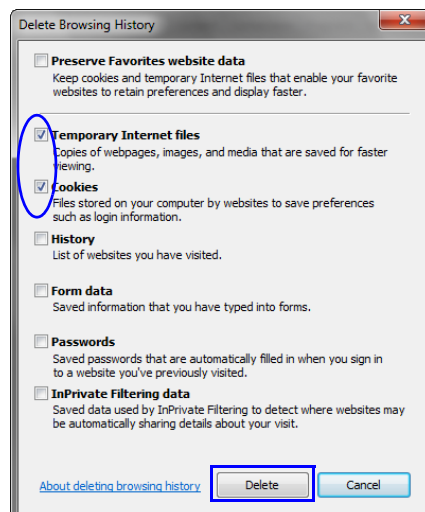 Delete Browsing History
Preserve Favorites website data
Keep cookies and temporary Internet files that enable your favorite
websites to retain preferences and display faster.
Temporary Internet files
Copies of webpages, images, and media that are saved for faster
viewing.
Cookies
Files stored on your computer by websites to save preferences
such as login information.
History
List of websites you have visited.
Form data
Saved information that you have typed into forms.
Passwords
Saved passwords that are automatically filled in when you sign in
to a website you've previously visited.
InPrivate Filtering data
Saved data used by InPrivate Filtering to detect where websites may
be automatically sharing details about your visit.
About deleting browsing history Delete Cancel